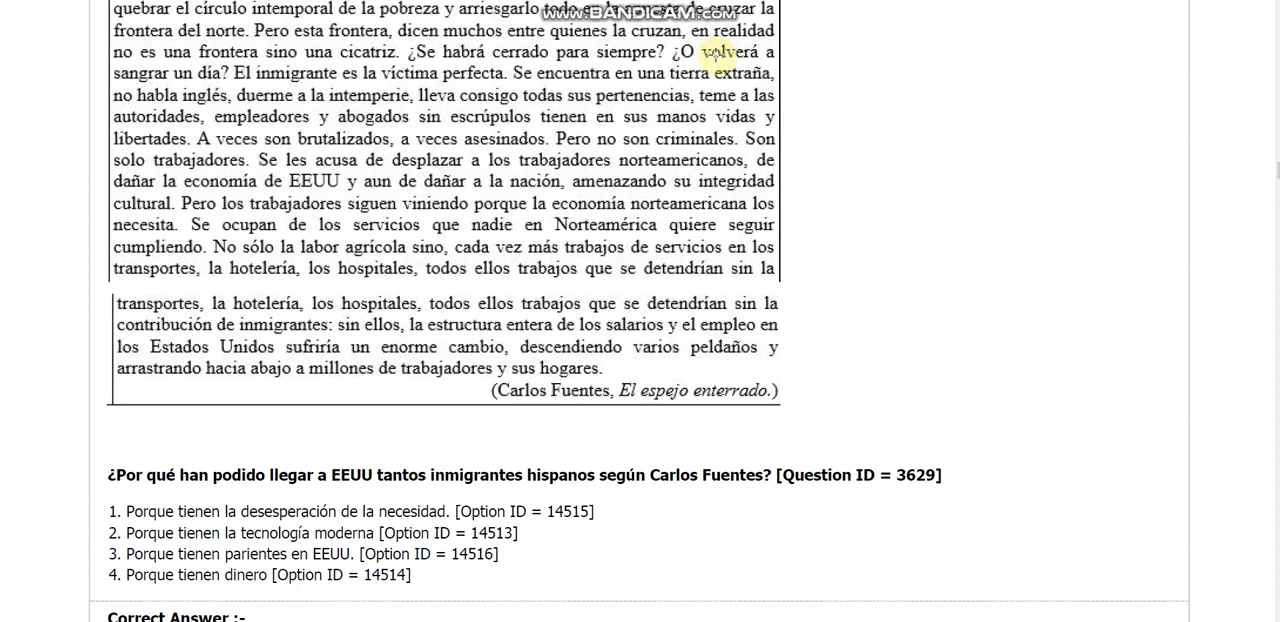 quebrar el círculo intemporal de la pobreza y arriesgarlo todo cruzar la
www.BANDICAM.com
frontera del norte. Pero esta frontera, dicen muchos entre quienes la cruzan, en realidad
no es una frontera sino una cicatriz. ¿Se habrá cerrado para siempre? ¿O volverá a
sangrar un día? El inmigrante es la víctima perfecta. Se encuentra en una tierra extraña,
no habla inglés, duerme a la intemperie, lleva consigo todas sus pertenencias, teme a las
autoridades, empleadores y abogados sin escrúpulos tienen en sus manos vidas y
libertades. A veces son brutalizados, a veces asesinados. Pero no son criminales. Son
solo trabajadores. Se les acusa de desplazar a los trabajadores norteamericanos, de
dañar la economía de EEUU y aun de dañar a la nación, amenazando su integridad
cultural. Pero los trabajadores siguen viniendo porque la economía norteamericana los
necesita. Se ocupan de los servicios que nadie en Norteamérica quiere seguir
cumpliendo. No sólo la labor agrícola sino, cada vez más trabajos de servicios en los
transportes, la hotelería, los hospitales, todos ellos trabajos que se detendrían sin la
transportes, la hotelería, los hospitales, todos ellos trabajos que se detendrían sin la
contribución de inmigrantes: sin ellos, la estructura entera de los salarios y el empleo en
los Estados Unidos sufriría un enorme cambio, descendiendo varios peldaños y
arrastrando hacia abajo a millones de trabajadores y sus hogares.
(Carlos Fuentes, El espejo enterrado.)
¿Por qué han podido llegar a EEUU tantos inmigrantes hispanos según Carlos Fuentes? [Question ID = 3629]
1. Porque tienen la desesperación de la necesidad. [Option ID = 14515]
2. Porque tienen la tecnología moderna [Option ID = 14513]
3. Porque tienen parientes en EEUU. [Option ID = 14516]
4. Porque tienen dinero [Option ID = 14514]
Correct Answer :-